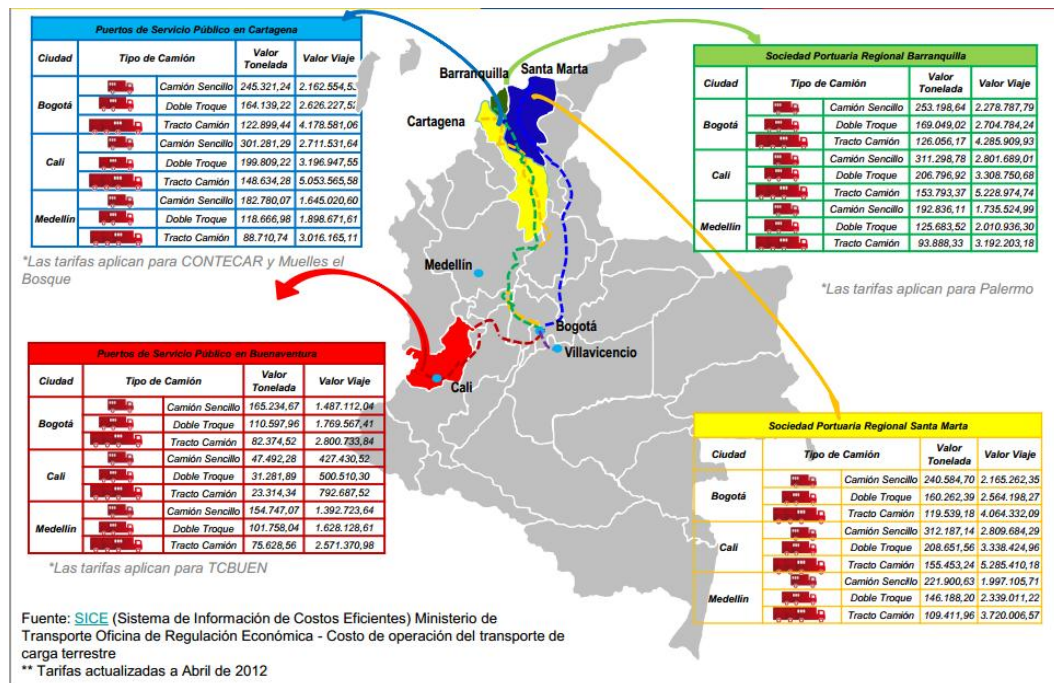 Puertos de Servicio Público en Cartagena
Ciudad Tipo de Camión Valor Tonelada Valor Viaje
Bogotá
Camión Sencillo 245.321,24 2.162.554,5
Doble Troque 164.139,22 2.626.227,52
Tracto Camión 122.899,44 4.178.581,06
Cali
Camión Sencillo 301.281,29 2.711.531,64
Doble Troque 199.809,22 3.196.947,55
Tracto Camión 148.634,28 5.053.565,58
Medellín
Camión Sencillo 182.780,07 1.645.020,60
Doble Troque 118.666,98 1.898.671,61
Tracto Camión 88.710,74 3.016.165,11
*Las tarifas aplican para CONTECAR y Muelles el
Bosque
Barranquilla
Santa Marta
Cartagena
Medellín
Bogotá
Villavicencio
Cali
Sociedad Portuaria Regional Barranquilla
Ciudad Tipo de Camión Valor Tonelada Valor Viaje
Bogotá
Camión Sencillo 253.198,64 2.278.787,79
Doble Troque 169.049,02 2.704.784,24
Tracto Camión 126.056,17 4.285.909,93
Cali
Camión Sencillo 311.298,78 2.801.689,01
Doble Troque 206.796,92 3.308.750,68
Tracto Camión 153.793,37 5.228.974,74
Medellín
Camión Sencillo 192.836,11 1.735.524,99
Doble Troque 125.683,52 2.010.936,30
Tracto Camión 93.888,33 3.192.203,18
*Las tarifas aplican para Palermo
Puertos de Servicio Público en Buenaventura
Ciudad Tipo de Camión Valor Tonelada Valor Viaje
Bogotá
Camión Sencillo 165.234,67 1.487.112,04
Doble Troque 110.597,96 1.769.567,41
Tracto Camión 82.374,52 2.800.733,84
Cali
Camión Sencillo 47.492,28 427.430,52
Doble Troque 31.281,89 500.510,30
Tracto Camión 23.314,34 792.687,52
Medellín
Camión Sencillo 154.747,07 1.392.723,64
Doble Troque 101.758,04 1.628.128,61
Tracto Camión 75.628,56 2.571.370,98
*Las tarifas aplican para TCBUEN
Sociedad Portuaria Regional Santa Marta
Ciudad Tipo de Camión Valor Tonelada Valor Viaje
Bogotá
Camión Sencillo 240.584,70 2.165.262,35
Doble Troque 160.262,39 2.564.198,27
Tracto Camión 119.539,18 4.064.332,09
Cali
Camión Sencillo 312.187,14 2.809.684,29
Doble Troque 208.651,56 3.338.424,96
Tracto Camión 155.453,24 5.285.410,18
Medellín
Camión Sencillo 221.900,63 1.997.105,71
Doble Troque 146.188,20 2.339.011,22
Tracto Camión 109.411,96 3.720.006,57
Fuente: SICE (Sistema de Información de Costos Eficientes) Ministerio de
Transporte Oficina de Regulación Económica - Costo de operación del transporte de
carga terrestre
** Tarifas actualizadas a Abril de 2012